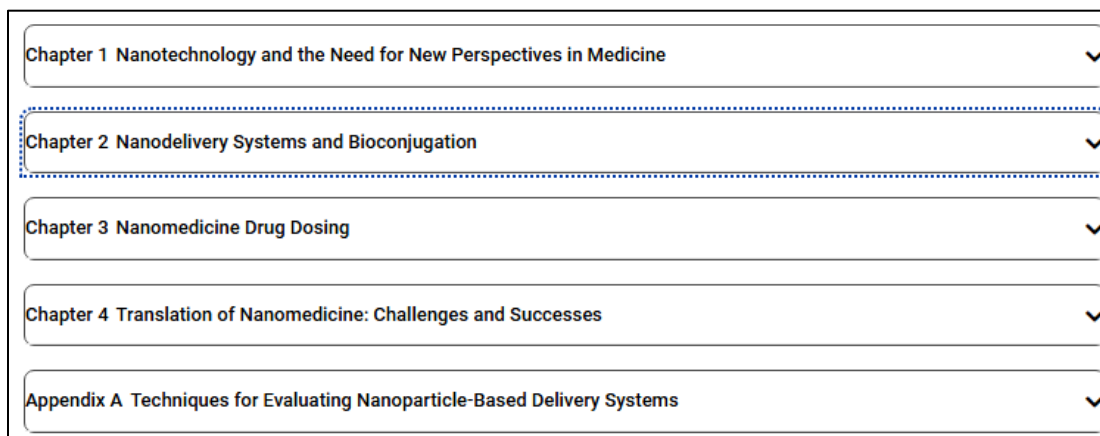 Chapter 1 Nanotechnology and the Need for New Perspectives in Medicine
Chapter 2 Nanodelivery Systems and Bioconjugation
Chapter 3 Nanomedicine Drug Dosing
Chapter 4 Translation of Nanomedicine: Challenges and Successes
Appendix A Techniques for Evaluating Nanoparticle-Based Delivery Systems